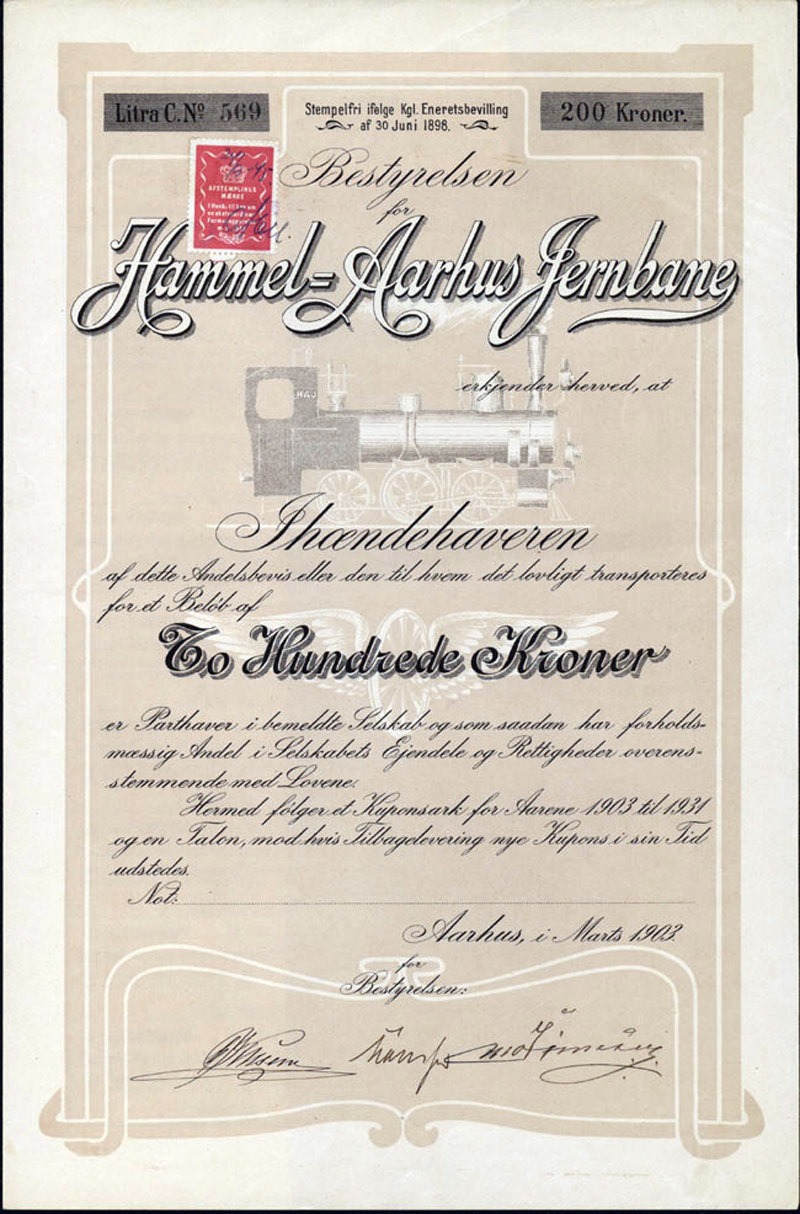 Litra C. Nº 569
Stempelfri ifølge Kgl. Eneretsbevilling
af 30 Juni 1898.
200 Kroner.
AFSTEMPLINGS
MÆRKE
Bestyrelsen
for
Hammel=Aarhus Jernbane
erkjender herved, at
HAJ
Ihændehaveren
af dette Andelsbevis eller den til hvem det lovligt transporteres
for et Beløb af
To Hundrede Kroner
er Parthaver i bemeldte Selskab og som saadan har forholds-
mæssig Andel i Selskabets Ejendele og Rettigheder overens-
stemmende med Lovene.
Hermed følger et Kuponsark for Aarene 1903 til 1931
og en Talon, mod hvis Tilbagelevering nye Kupons i sin Tid
udstedes.
Not:
Aarhus, i Marts 1903.
for
Bestyrelsen: